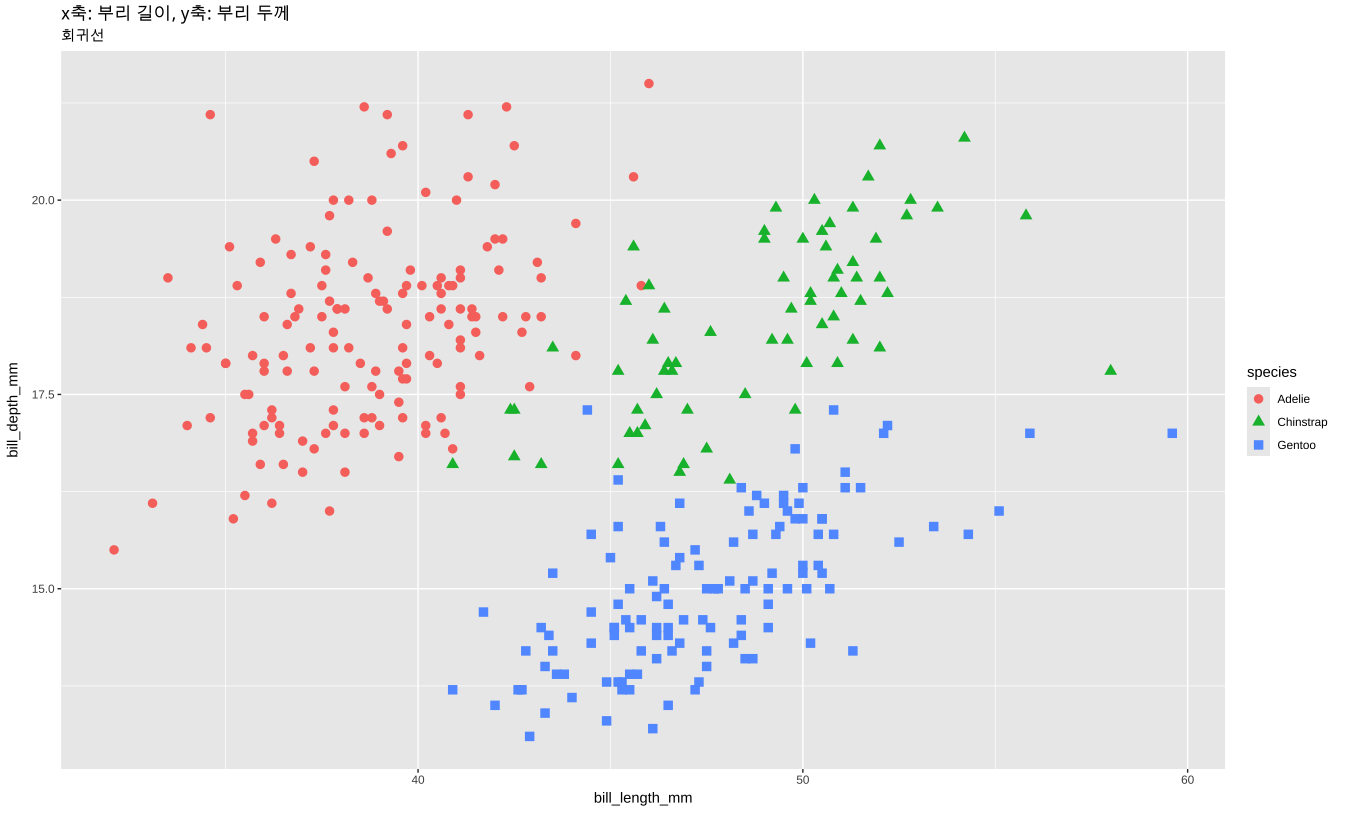 x축: 부리 길이, y축: 부리 두께
회귀선
bill_depth_mm
20.0
17.5
15.0
40
50
60
bill_length_mm
species
Adelie
Chinstrap
Gentoo